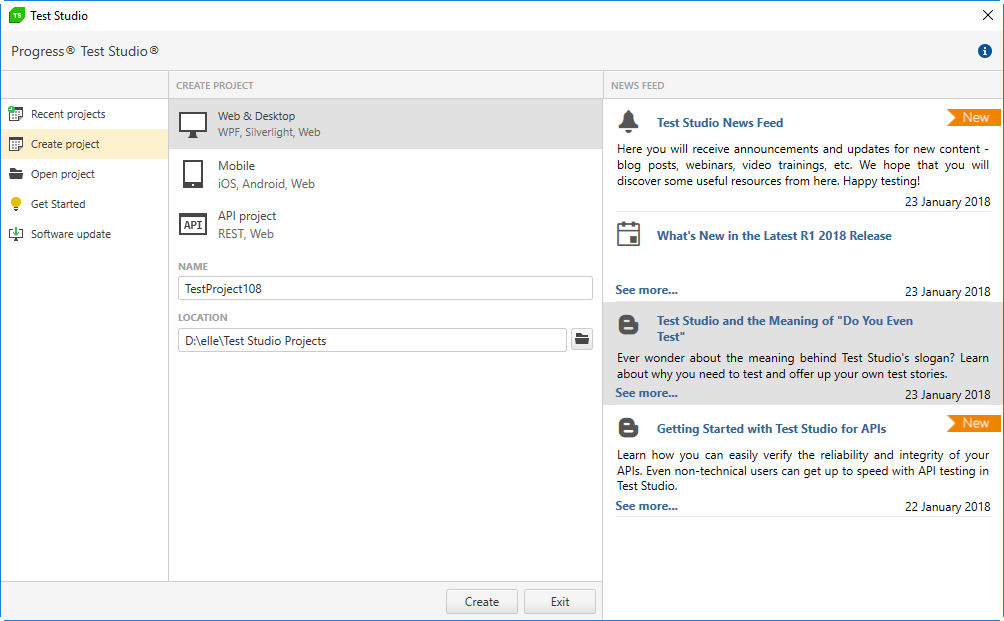 TS Test Studio
Progress® Test Studio®
CREATE PROJECT
NEWS FEED
Recent projects
Create project
Open project
Get Started
Software update
Web & Desktop
WPF, Silverlight, Web
Mobile
iOS, Android, Web
API
API project
REST, Web
NAME
TestProject108
LOCATION
D:\elle\Test Studio Projects
Create
Exit
Test Studio News Feed
New
Here you will receive announcements and updates for new content -
blog posts, webinars, video trainings, etc. We hope that you will
discover some useful resources from here. Happy testing!
23 January 2018
What's New in the Latest R1 2018 Release
See more...
23 January 2018
Test Studio and the Meaning of "Do You Even
Test"
Ever wonder about the meaning behind Test Studio's slogan? Learn
about why you need to test and offer up your own test stories.
See more...
23 January 2018
Getting Started with Test Studio for APIs
New
Learn how you can easily verify the reliability and integrity of your
APIs. Even non-technical users can get up to speed with API testing in
Test Studio.
See more...
22 January 2018